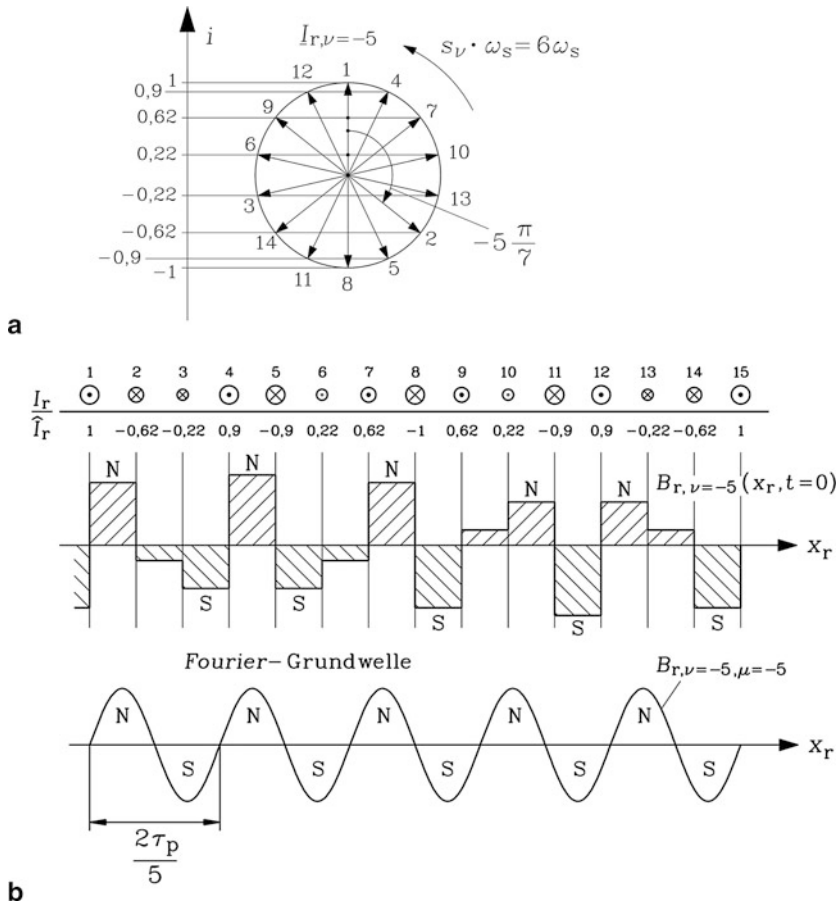 i
I_r,ν=−5
s_ν · ω_s = 6ω_s
12 1 4
9 7
6 10
3 13
14 2
11 8 5
1
0,9
0,62
0,22
−0,22
−0,62
−0,9
−1
−5 π/7
a
1 2 3 4 5 6 7 8 9 10 11 12 13 14 15
I_r
Î_r
1 −0,62 −0,22 0,9 −0,9 0,22 0,62 −1 0,62 0,22 −0,9 0,9 −0,22 −0,62 1
N N N N N
B_r,ν=−5(x_r,t=0)
x_r
S S S S S
Fourier−Grundwelle
B_r,ν=−5,μ=−5
N N N N N
x_r
S S S S S
2τ_p
5
b